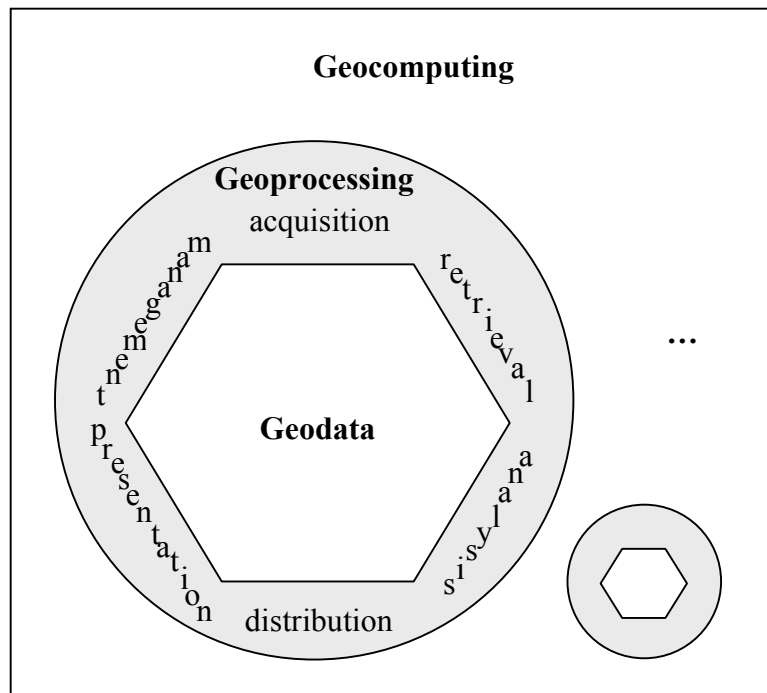 Geocomputing
Geoprocessing
acquisition
management
retrieval
...
Geodata
presentation
analysis
distribution